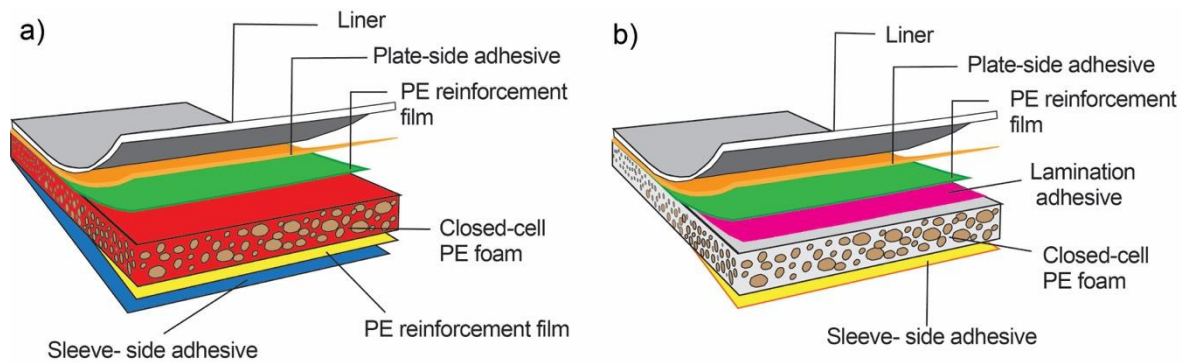 a)
Liner
Plate-side adhesive
PE reinforcement
film
Closed-cell
PE foam
PE reinforcement film
Sleeve- side adhesive
b)
Liner
Plate-side adhesive
PE reinforcement
film
Lamination
adhesive
Closed-cell
PE foam
Sleeve-side adhesive